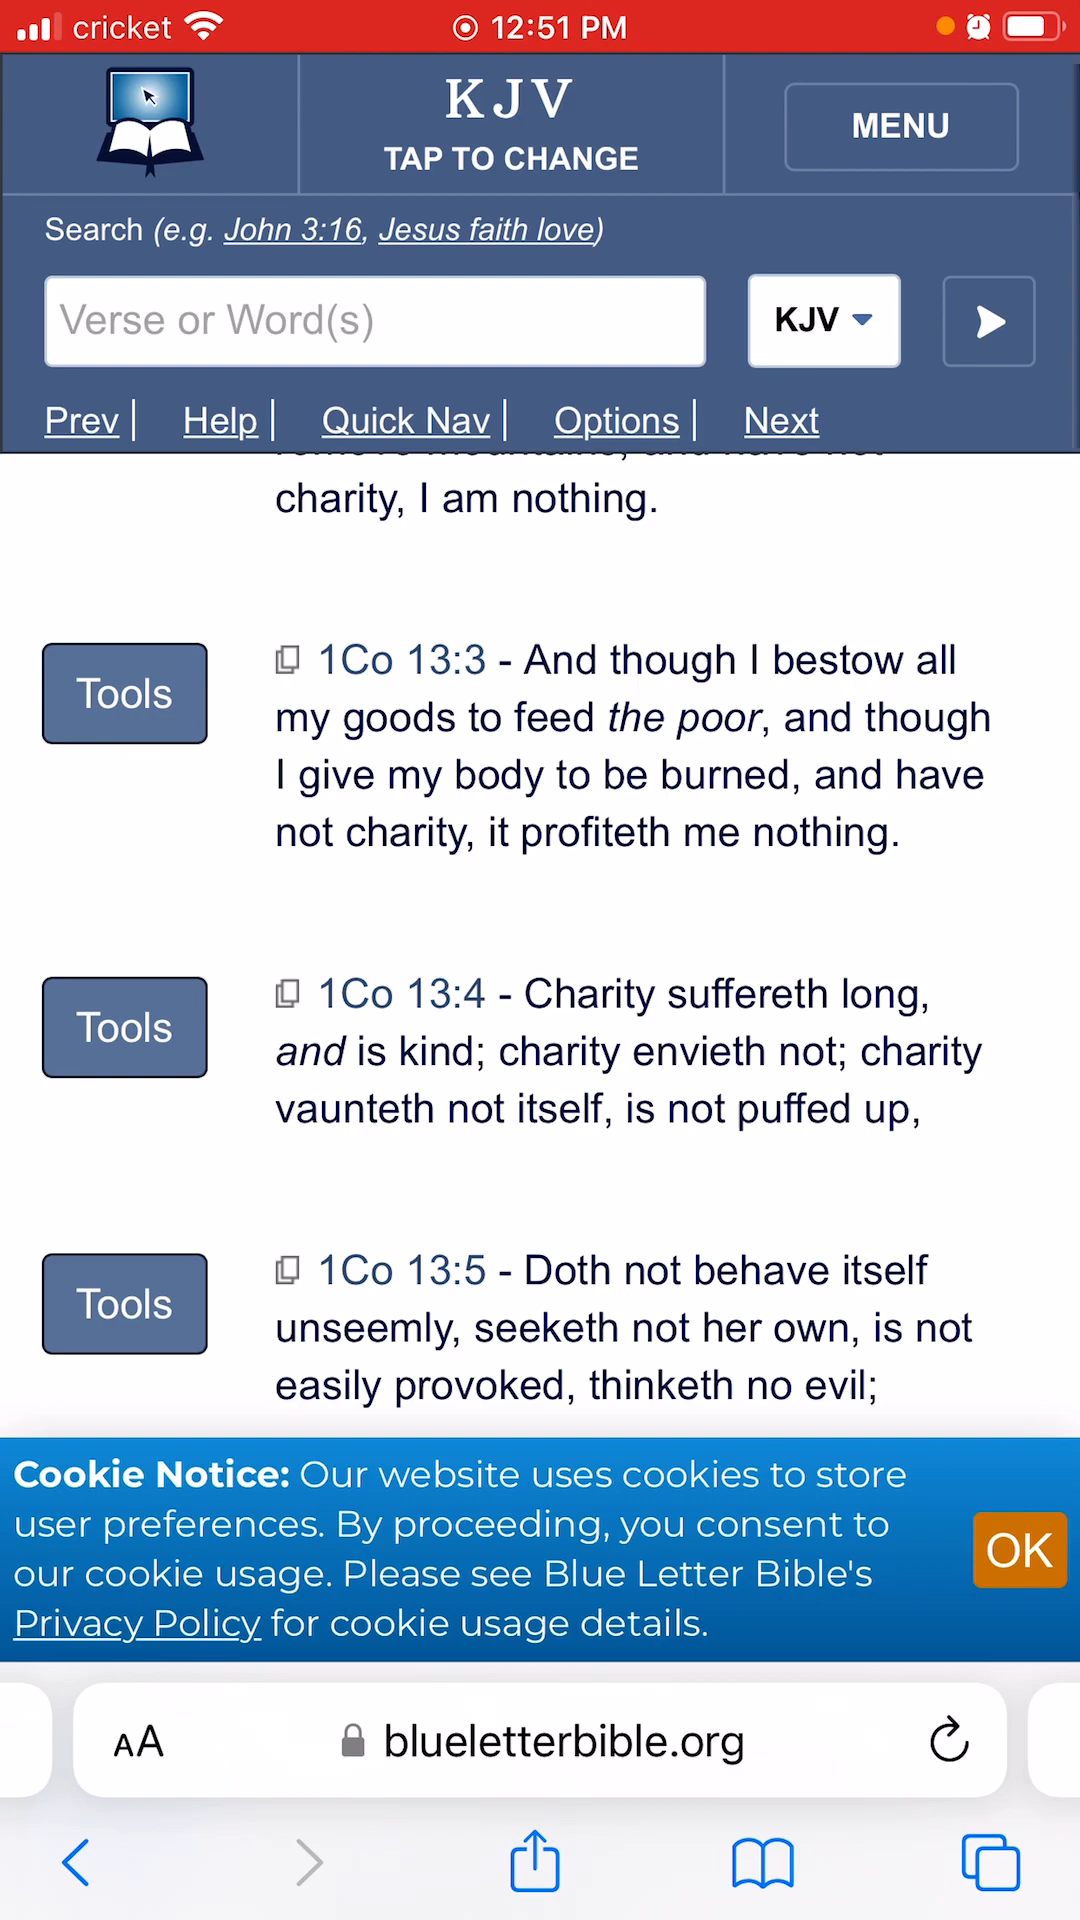 cricket 12:51 PM
KJV
TAP TO CHANGE
MENU
Search (e.g. John 3:16, Jesus faith love)
Verse or Word(s)
KJV
Prev | Help | Quick Nav | Options | Next
charity, I am nothing.
Tools
1Co 13:3 - And though I bestow all
my goods to feed the poor, and though
I give my body to be burned, and have
not charity, it profiteth me nothing.
Tools
1Co 13:4 - Charity suffereth long,
and is kind; charity envieth not; charity
vaunteth not itself, is not puffed up,
Tools
1Co 13:5 - Doth not behave itself
unseemly, seeketh not her own, is not
easily provoked, thinketh no evil;
Cookie Notice: Our website uses cookies to store
user preferences. By proceeding, you consent to
our cookie usage. Please see Blue Letter Bible's
Privacy Policy for cookie usage details.
OK
AA blueletterbible.org